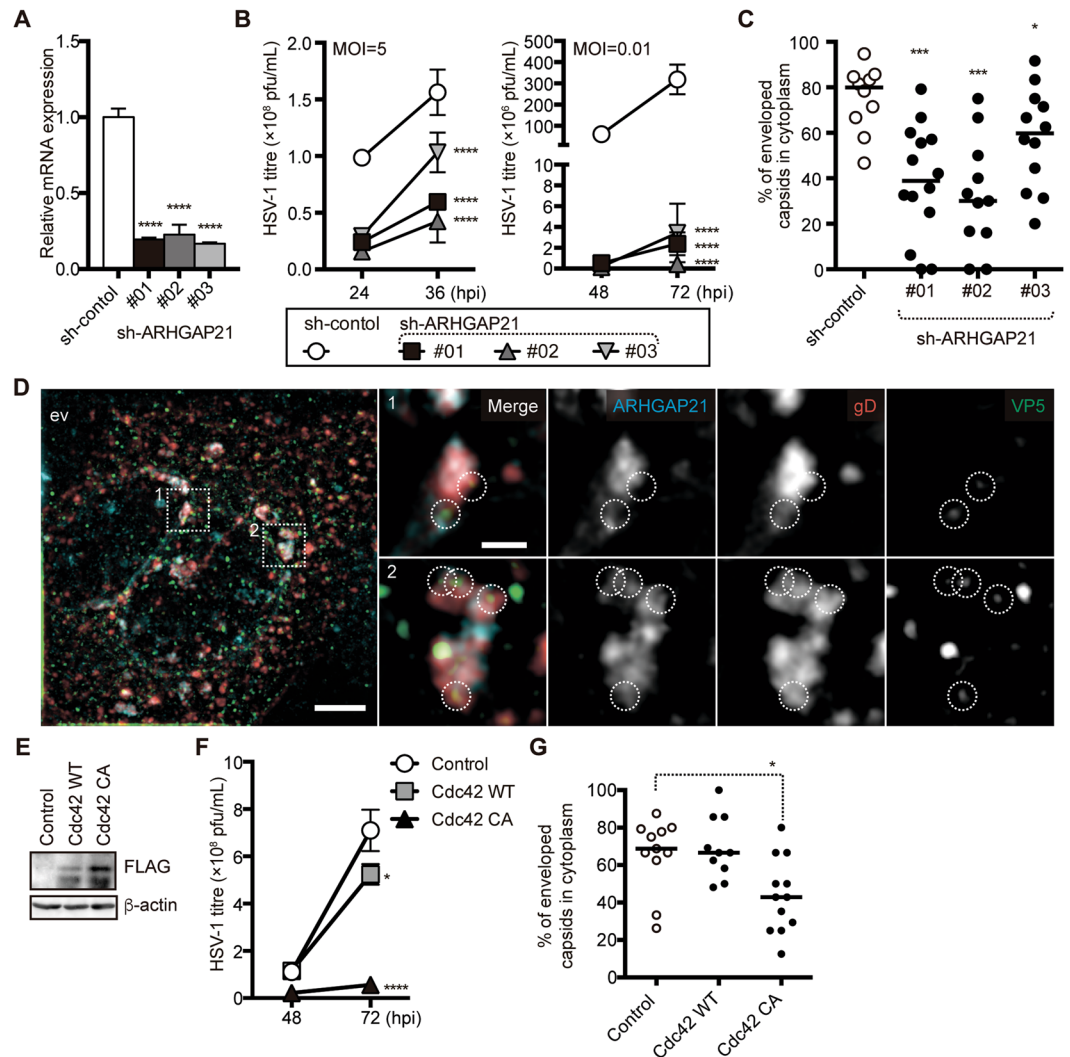 A
Relative mRNA expression
1.5
1.0
0.5
0.0
****
****
****
sh-contol
#01
#02
#03
sh-ARHGAP21
B
HSV-1 titre (×10⁸ pfu/mL)
MOI=5
2.0
1.5
1.0
0.5
0.0
****
****
****
24
36 (hpi)
HSV-1 titre (×10⁶ pfu/mL)
MOI=0.01
500
400
300
200
100
8
6
4
2
0
****
****
****
48
72 (hpi)
sh-contol
sh-ARHGAP21
#01
#02
#03
C
% of enveloped
capsids in cytoplasm
100
80
60
40
20
0
***
***
*
sh-control
#01
#02
#03
sh-ARHGAP21
D
ev
1
2
1
Merge
ARHGAP21
gD
VP5
2
E
Control
Cdc42 WT
Cdc42 CA
FLAG
β-actin
F
HSV-1 titre (×10⁸ pfu/mL)
10
8
6
4
2
0
Control
Cdc42 WT
Cdc42 CA
*
****
48
72 (hpi)
G
% of enveloped
capsids in cytoplasm
100
80
60
40
20
0
*
Control
Cdc42 WT
Cdc42 CA